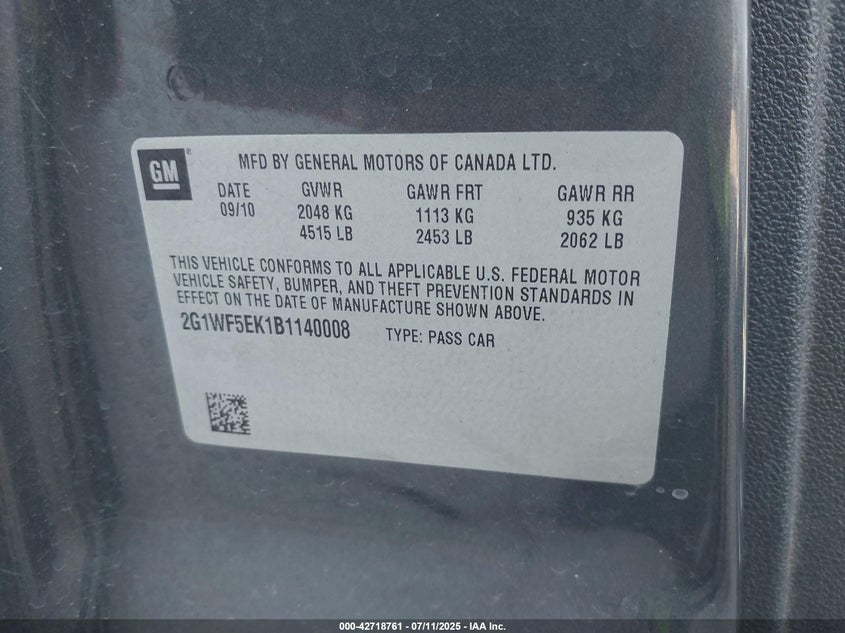 GM
MFD BY GENERAL MOTORS OF CANADA LTD.
DATE GVWR GAWR FRT GAWR RR
09/10 2048 KG 1113 KG 935 KG
4515 LB 2453 LB 2062 LB
THIS VEHICLE CONFORMS TO ALL APPLICABLE U.S. FEDERAL MOTOR
VEHICLE SAFETY, BUMPER, AND THEFT PREVENTION STANDARDS IN
EFFECT ON THE DATE OF MANUFACTURE SHOWN ABOVE.
2G1WF5EK1B1140008 TYPE: PASS CAR
000-42718761 - 07/11/2025 - IAA Inc.